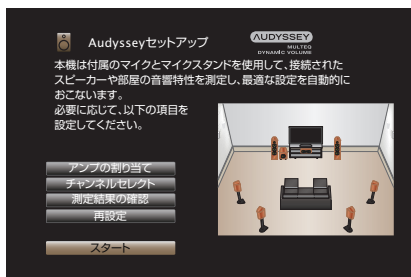 Audysseyセットアップ
AUDYSSEY
MULTEQ
DYNAMIC VOLUME
本機は付属のマイクとマイクスタンドを使用して、接続された
スピーカーや部屋の音響特性を測定し、最適な設定を自動的に
おこないます。
必要に応じて、以下の項目を
設定してください。
アンプの割り当て
チャンネルセレクト
測定結果の確認
再設定
スタート